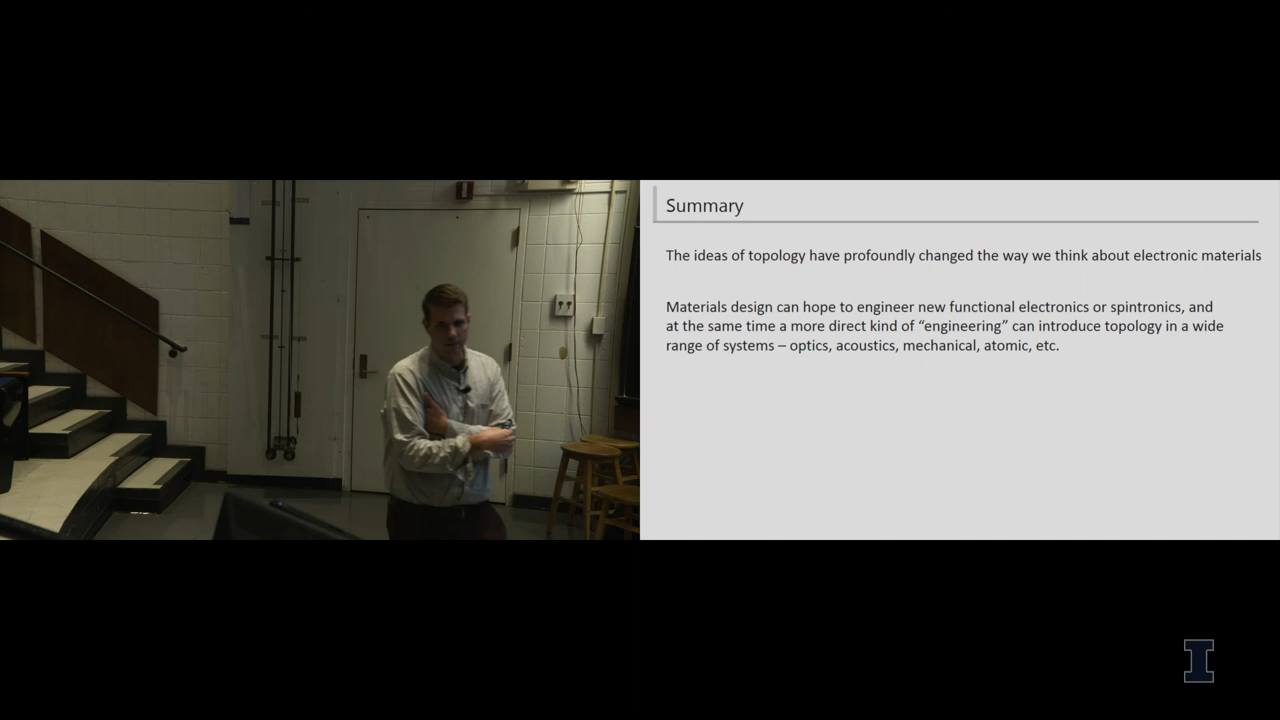 Summary
The ideas of topology have profoundly changed the way we think about electronic materials
Materials design can hope to engineer new functional electronics or spintronics, and
at the same time a more direct kind of “engineering” can introduce topology in a wide
range of systems – optics, acoustics, mechanical, atomic, etc.
I